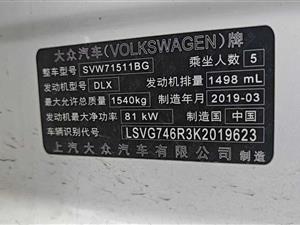 大众汽车(VOLKSWAGEN)牌
整车型号 SVW71511BG 乘坐人数 5
发动机型号 DLX 发动机排量 1498 mL
最大允许总质量 1540kg 制造年月 2019-03
发动机最大净功率 81 kW 制造国 中国
车辆识别代号 LSVG746R3K2019623
上汽大众汽车有限公司 制造